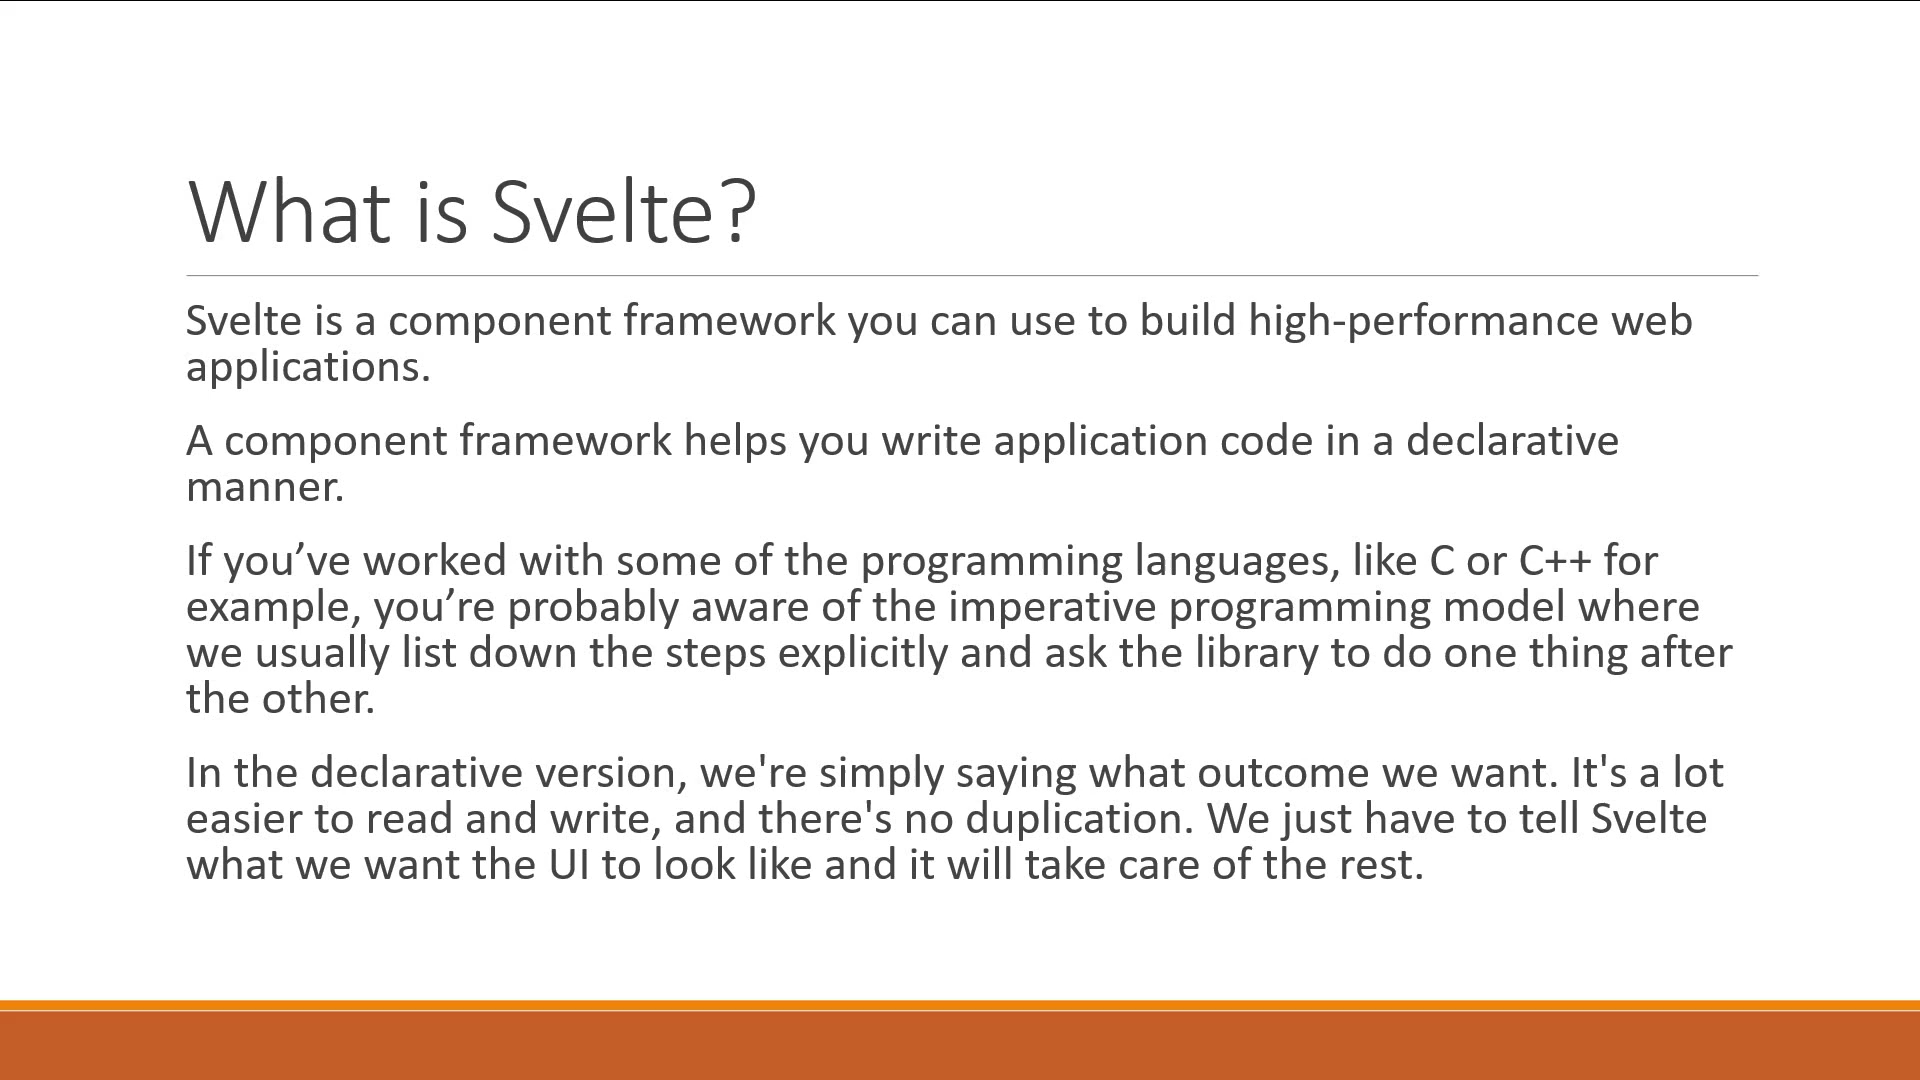 What is Svelte?
Svelte is a component framework you can use to build high-performance web
applications.
A component framework helps you write application code in a declarative
manner.
If you’ve worked with some of the programming languages, like C or C++ for
example, you’re probably aware of the imperative programming model where
we usually list down the steps explicitly and ask the library to do one thing after
the other.
In the declarative version, we're simply saying what outcome we want. It's a lot
easier to read and write, and there's no duplication. We just have to tell Svelte
what we want the UI to look like and it will take care of the rest.